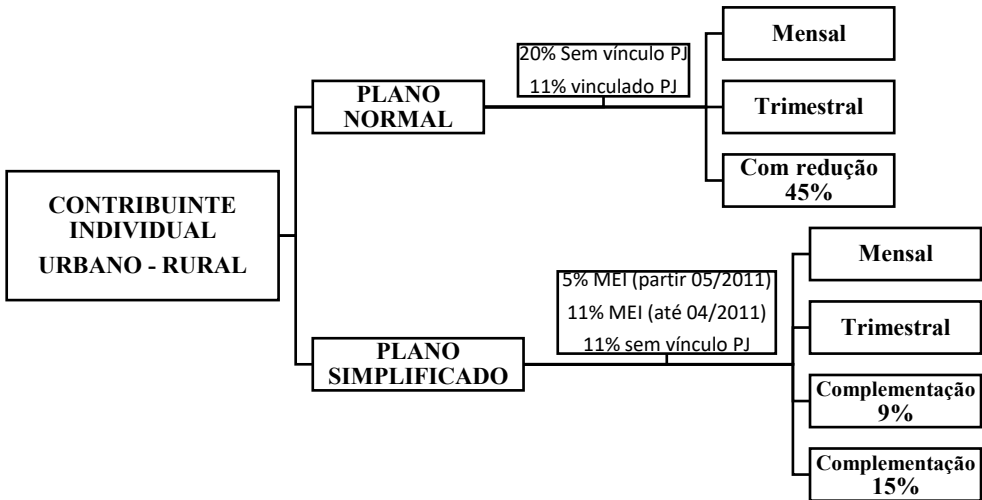 CONTRIBUINTE
INDIVIDUAL
URBANO - RURAL
PLANO
NORMAL
20% Sem vínculo PJ
11% vinculado PJ
Mensal
Trimestral
Com redução
45%
PLANO
SIMPLIFICADO
5% MEI (partir 05/2011)
11% MEI (até 04/2011)
11% sem vínculo PJ
Mensal
Trimestral
Complementação
9%
Complementação
15%